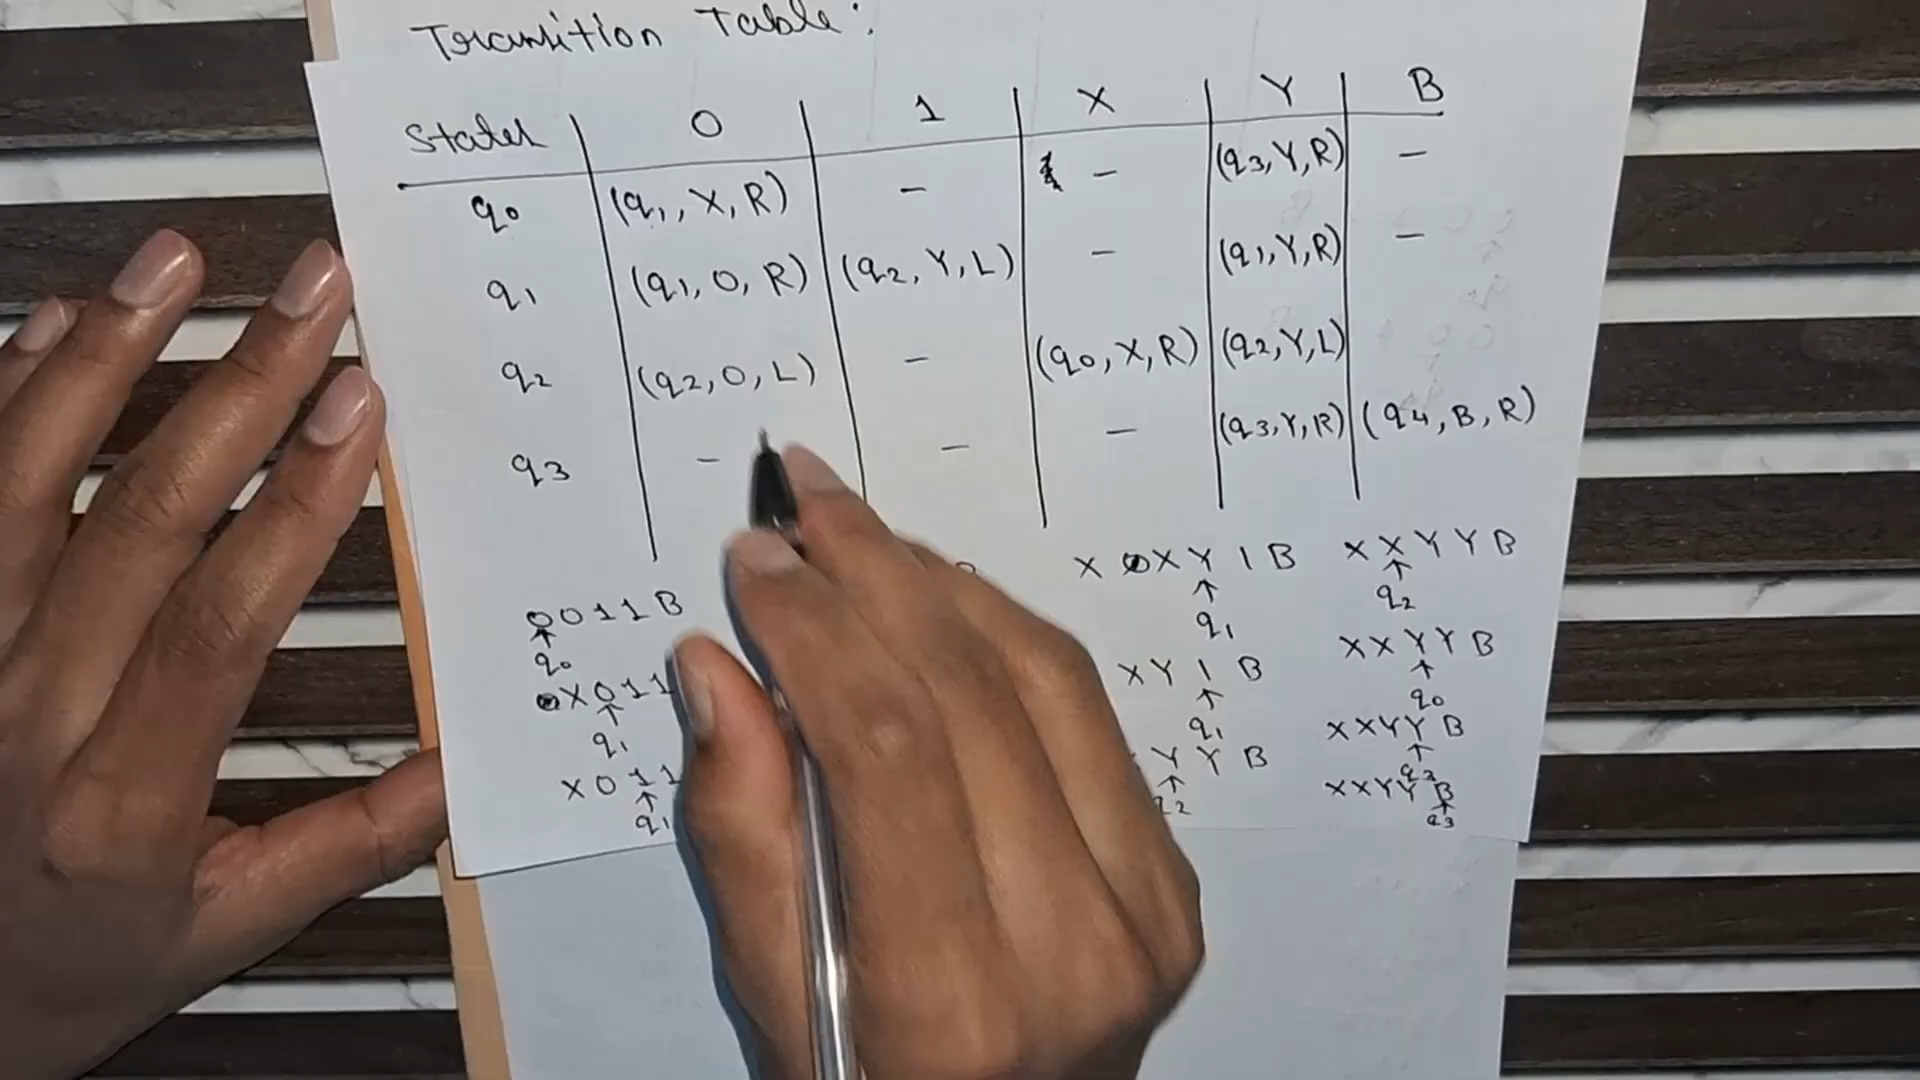 Transition Table:
States 0 1 X Y B
q0 (q1, X, R) - - (q3, Y, R) -
q1 (q1, 0, R) (q2, Y, L) - (q1, Y, R) -
q2 (q2, 0, L) - (q0, X, R) (q2, Y, L)
q3 - - - (q3, Y, R) (q4, B, R)
0 0 1 1 B
↑
q0
X 0 1 1
↑
q1
X 0 1 1
↑
q1
X X Y 1 B
↑
q1
X Y 1 B
↑
q1
Y Y B
↑
q2
X X Y Y B
↑
q2
X X Y Y B
↑
q0
X X Y Y B
↑
q3
X X Y Y B
↑
q3